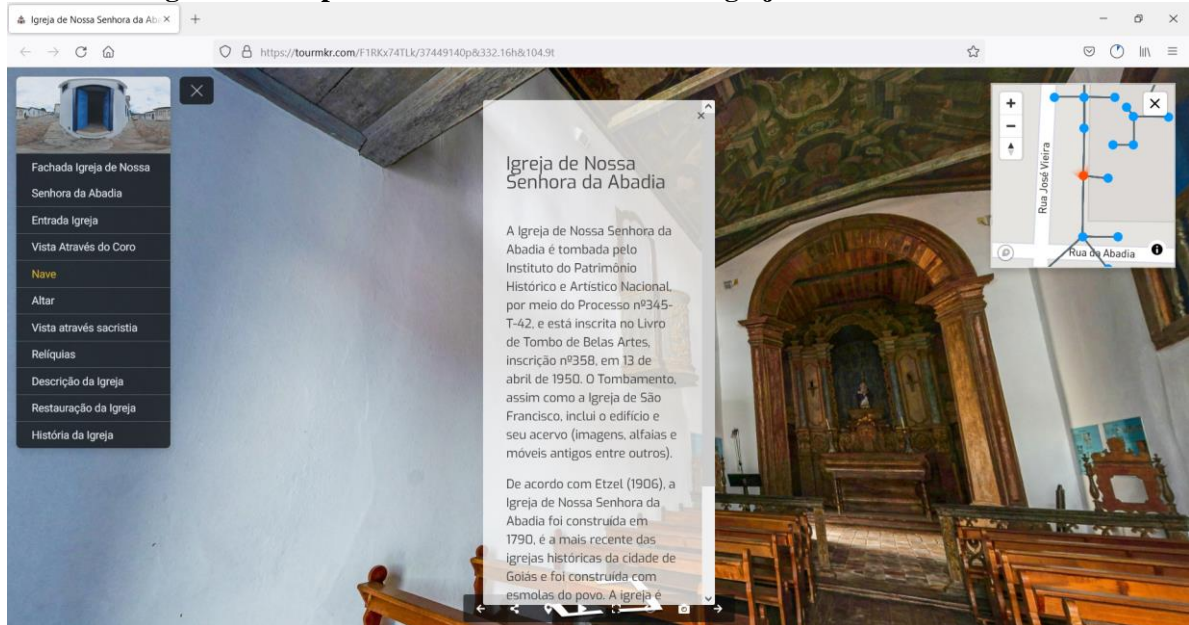 Igreja de Nossa Senhora da Ab
https://tourmkr.com/F1RKx74TLk/37449140p&332.16h&104.9t
Fachada Igreja de Nossa
Senhora da Abadia
Entrada Igreja
Vista Através do Coro
Nave
Altar
Vista através sacristia
Relíquias
Descrição da Igreja
Restauração da Igreja
História da Igreja
Igreja de Nossa
Senhora da Abadia
A Igreja de Nossa Senhora da
Abadia é tombada pelo
Instituto do Patrimônio
Histórico e Artístico Nacional,
por meio do Processo nº345-
T-42, e está inscrita no Livro
de Tombo de Belas Artes,
inscrição nº358, em 13 de
abril de 1950. O Tombamento,
assim como a Igreja de São
Francisco, inclui o edifício e
seu acervo (imagens, alfaias e
móveis antigos entre outros).
De acordo com Etzel (1906), a
Igreja de Nossa Senhora da
Abadia foi construída em
1790, é a mais recente das
igrejas históricas da cidade de
Goiás e foi construída com
esmolas do povo. A igreja é
Rua José Vieira
Rua da Abadia